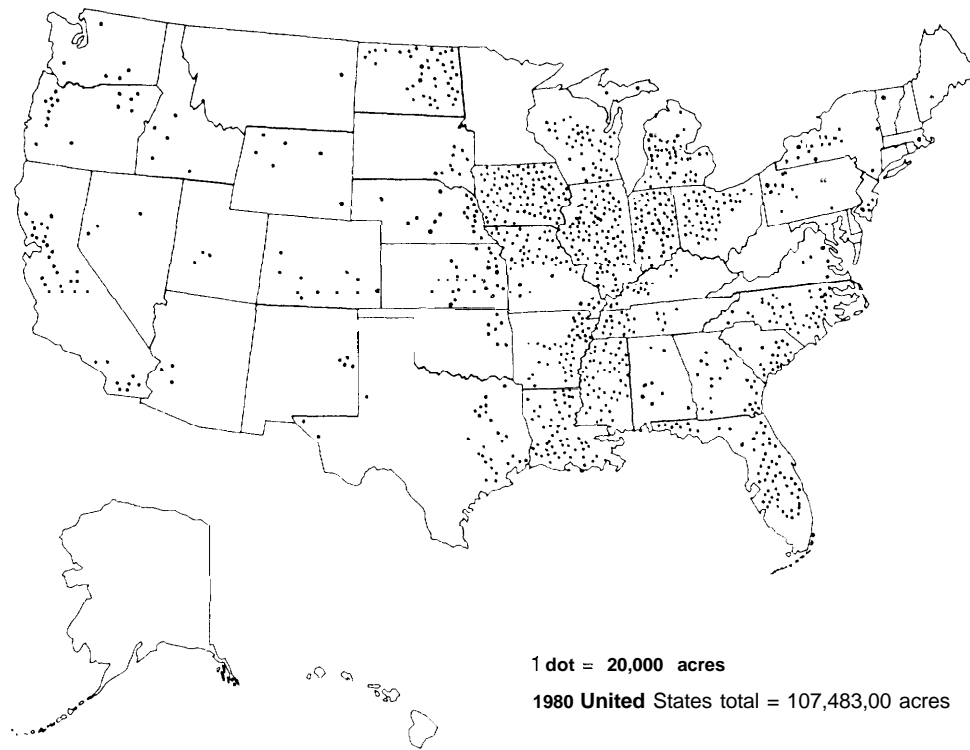 1 dot = 20,000 acres
1980 United States total = 107,483,00 acres